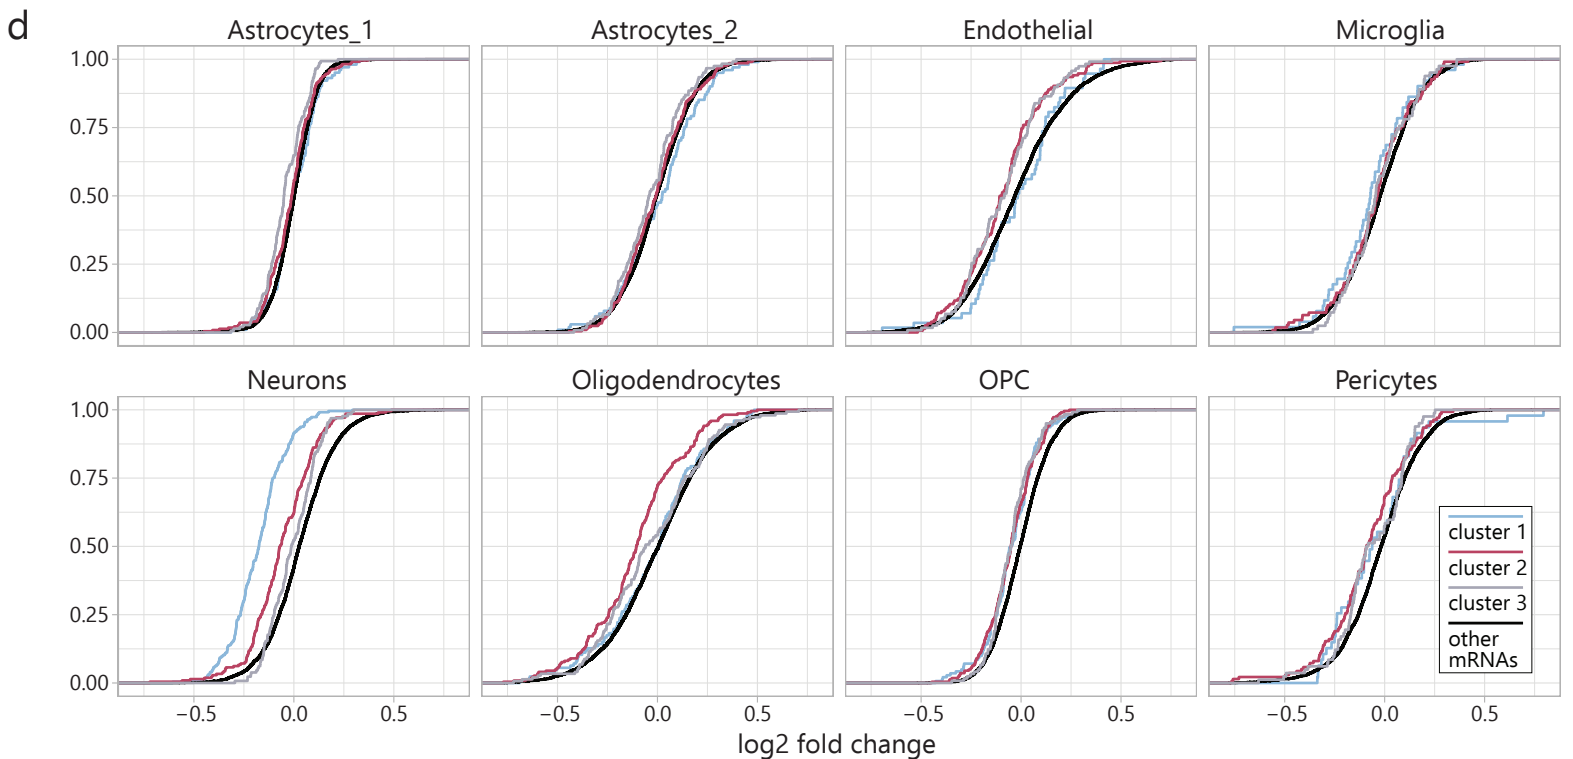 d
Astrocytes_1
Astrocytes_2
Endothelial
Microglia
1.00
0.75
0.50
0.25
0.00
Neurons
Oligodendrocytes
OPC
Pericytes
1.00
0.75
0.50
0.25
0.00
cluster 1
cluster 2
cluster 3
other
mRNAs
−0.5 0.0 0.5
−0.5 0.0 0.5
−0.5 0.0 0.5
−0.5 0.0 0.5
log2 fold change